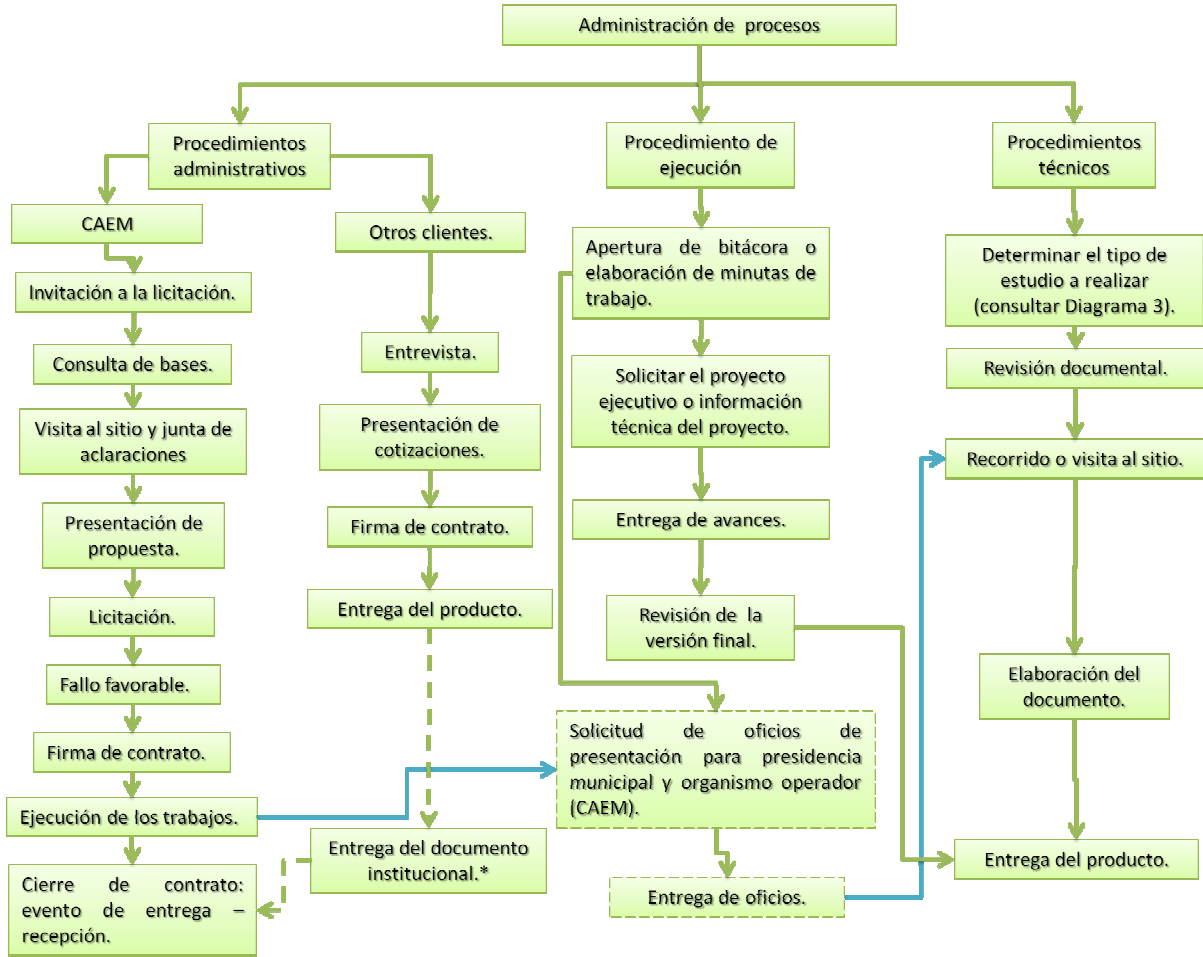 Administración de procesos
Procedimientos
administrativos
CAEM
Invitación a la licitación.
Consulta de bases.
Visita al sitio y junta de
aclaraciones
Presentación de
propuesta.
Licitación.
Fallo favorable.
Firma de contrato.
Ejecución de los trabajos.
Cierre de contrato:
evento de entrega –
recepción.
Otros clientes.
Entrevista.
Presentación de
cotizaciones.
Firma de contrato.
Entrega del producto.
Entrega del documento
institucional.*
Procedimiento de
ejecución
Apertura de bitácora o
elaboración de minutas de
trabajo.
Solicitar el proyecto
ejecutivo o información
técnica del proyecto.
Entrega de avances.
Revisión de la
versión final.
Solicitud de oficios de
presentación para presidencia
municipal y organismo operador
(CAEM).
Entrega de oficios.
Procedimientos
técnicos
Determinar el tipo de
estudio a realizar
(consultar Diagrama 3).
Revisión documental.
Recorrido o visita al sitio.
Elaboración del
documento.
Entrega del producto.